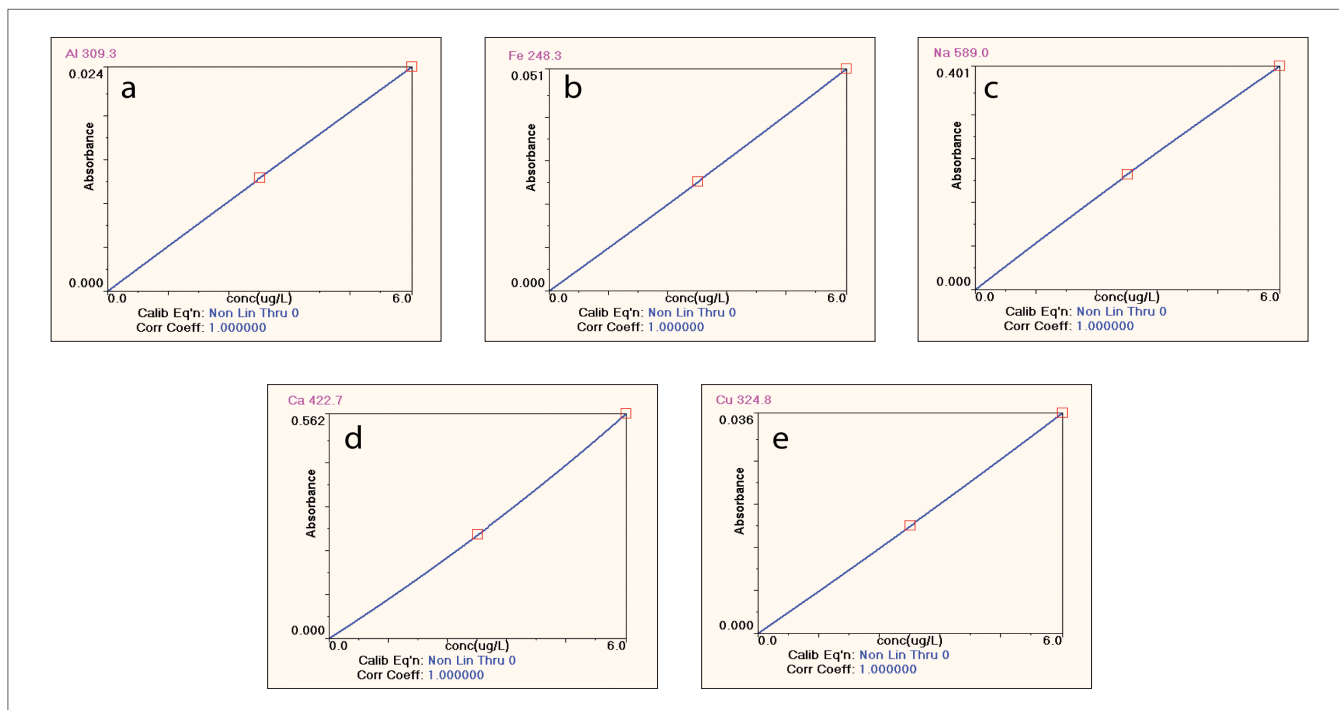 Al 309.3
0.024
a
Absorbance
0.000
0.0
conc(ug/L)
6.0
Calib Eq'n: Non Lin Thru 0
Corr Coeff: 1.000000
Fe 248.3
0.051
b
Absorbance
0.000
0.0
conc(ug/L)
6.0
Calib Eq'n: Non Lin Thru 0
Corr Coeff: 1.000000
Na 589.0
0.401
c
Absorbance
0.000
0.0
conc(ug/L)
6.0
Calib Eq'n: Non Lin Thru 0
Corr Coeff: 1.000000
Ca 422.7
0.562
d
Absorbance
0.000
0.0
conc(ug/L)
6.0
Calib Eq'n: Non Lin Thru 0
Corr Coeff: 1.000000
Cu 324.8
0.036
e
Absorbance
0.000
0.0
conc(ug/L)
6.0
Calib Eq'n: Non Lin Thru 0
Corr Coeff: 1.000000